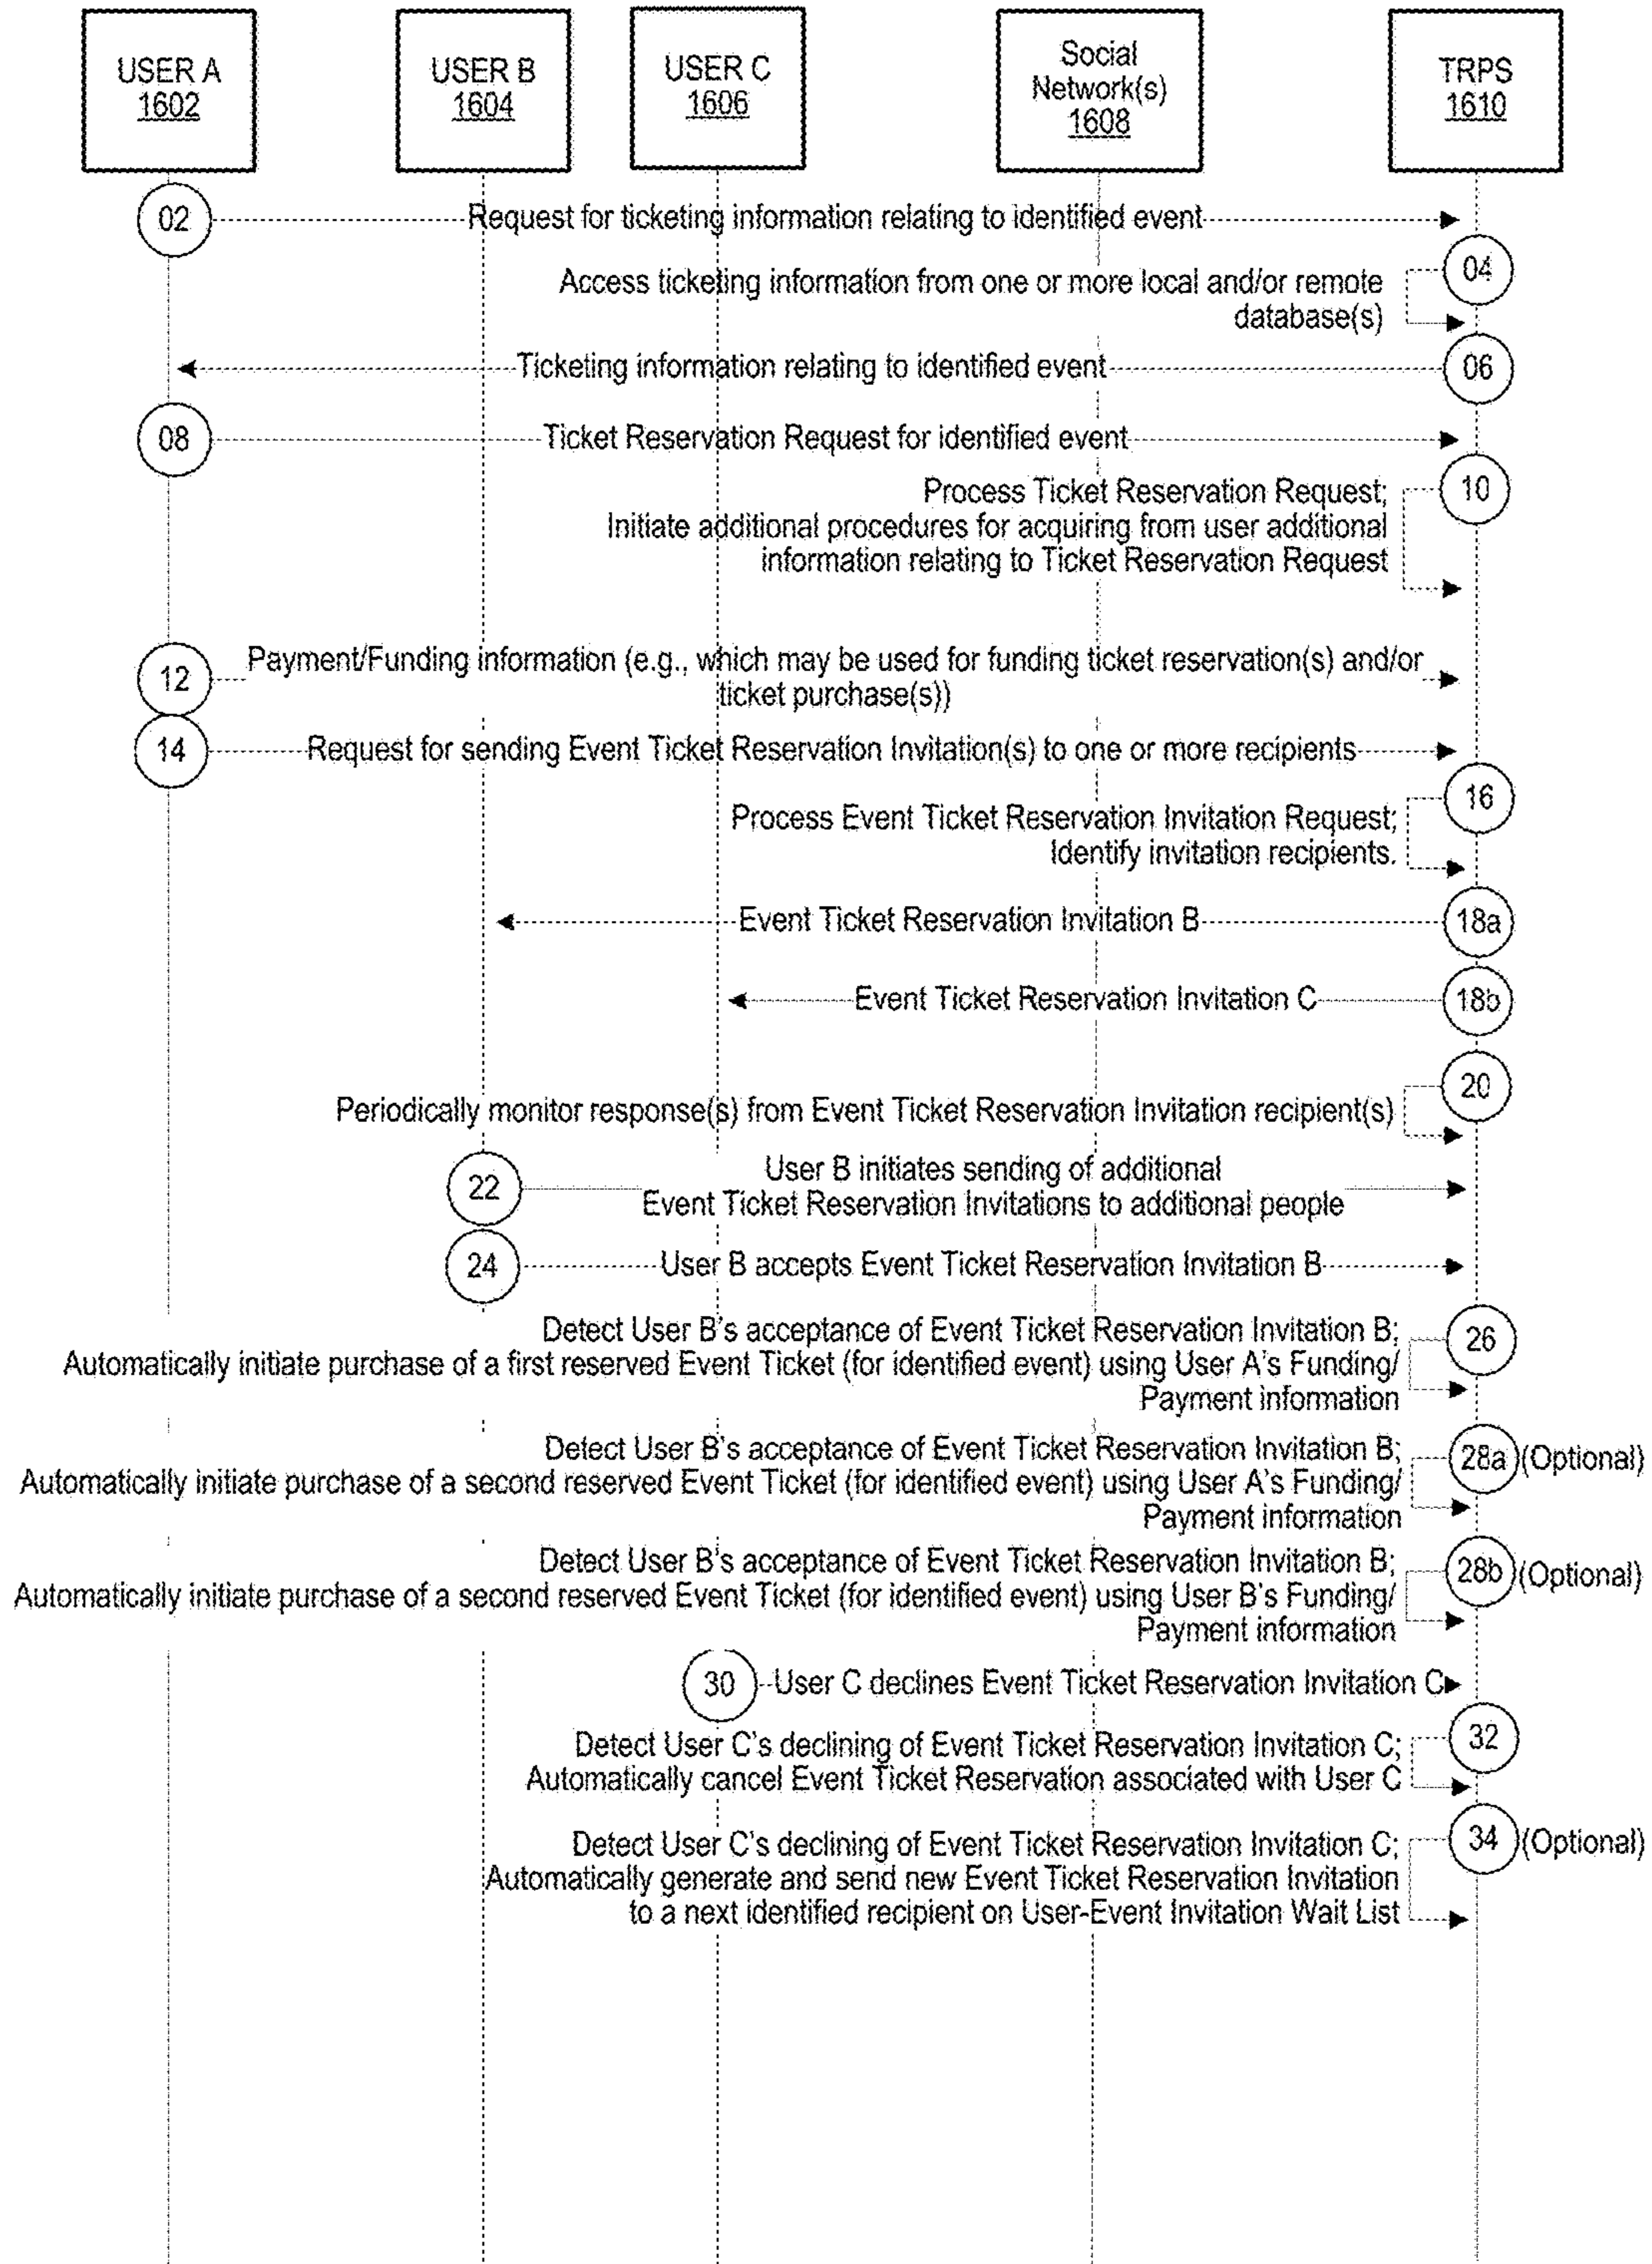 USER A
1602
USER B
1604
USER C
1606
Social
Network(s)
1608
TRPS
1610
02
Request for ticketing information relating to identified event
04
Access ticketing information from one or more local and/or remote
database(s)
Ticketing information relating to identified event
06
08
Ticket Reservation Request for identified event
10
Process Ticket Reservation Request;
Initiate additional procedures for acquiring from user additional
information relating to Ticket Reservation Request
12
Payment/Funding information (e.g., which may be used for funding ticket reservation(s) and/or
ticket purchase(s))
14
Request for sending Event Ticket Reservation Invitation(s) to one or more recipients
16
Process Event Ticket Reservation Invitation Request;
Identify invitation recipients.
Event Ticket Reservation Invitation B
18a
Event Ticket Reservation Invitation C
18b
20
Periodically monitor response(s) from Event Ticket Reservation Invitation recipient(s)
22
User B initiates sending of additional
Event Ticket Reservation Invitations to additional people
24
User B accepts Event Ticket Reservation Invitation B
Detect User B's acceptance of Event Ticket Reservation Invitation B;
26
Automatically initiate purchase of a first reserved Event Ticket (for identified event) using User A's Funding/
Payment information
Detect User B's acceptance of Event Ticket Reservation Invitation B;
28a (Optional)
Automatically initiate purchase of a second reserved Event Ticket (for identified event) using User A's Funding/
Payment information
Detect User B's acceptance of Event Ticket Reservation Invitation B;
28b (Optional)
Automatically initiate purchase of a second reserved Event Ticket (for identified event) using User B's Funding/
Payment information
30
User C declines Event Ticket Reservation Invitation C
32
Detect User C's declining of Event Ticket Reservation Invitation C;
Automatically cancel Event Ticket Reservation associated with User C
34 (Optional)
Detect User C's declining of Event Ticket Reservation Invitation C;
Automatically generate and send new Event Ticket Reservation Invitation
to a next identified recipient on User-Event Invitation Wait List